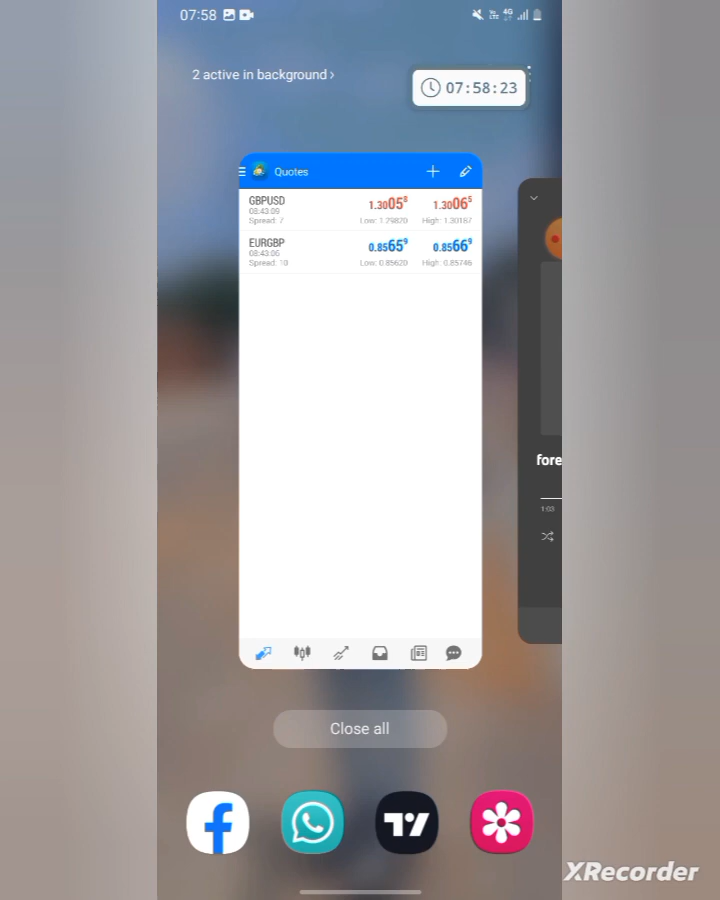 07:58
4G
2 active in background ›
07:58:23
Quotes
GBPUSD
1.30058
1.30065
08:43:09
Spread: 7
Low: 1.29820
High: 1.30187
EURGBP
0.85659
0.85669
08:43:06
Spread: 10
Low: 0.85620
High: 0.85746
fore
1:03
Close all
XRecorder